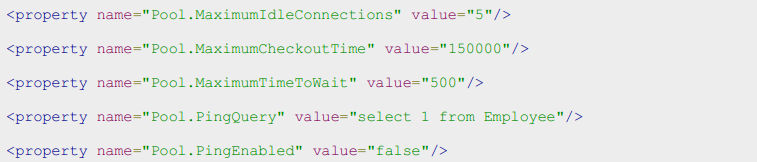 <property name="Pool.MaximumIdleConnections" value="5"/>
<property name="Pool.MaximumCheckoutTime" value="150000"/>
<property name="Pool.MaximumTimeToWait" value="500"/>
<property name="Pool.PingQuery" value="select 1 from Employee"/>
<property name="Pool.PingEnabled" value="false"/>